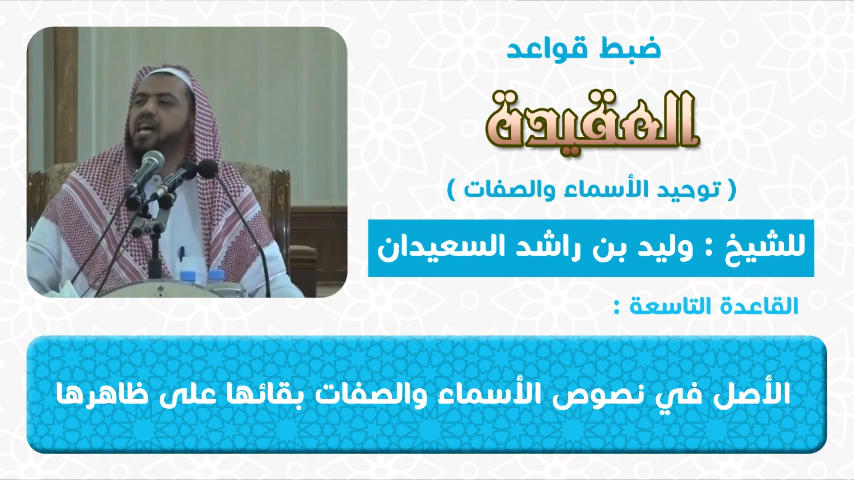 ضبط قواعد
العقيدة
( توحيد الأسماء والصفات )
للشيخ : وليد بن راشد السعيدان
القاعدة التاسعة :
الأصل في نصوص الأسماء والصفات بقائها على ظاهرها